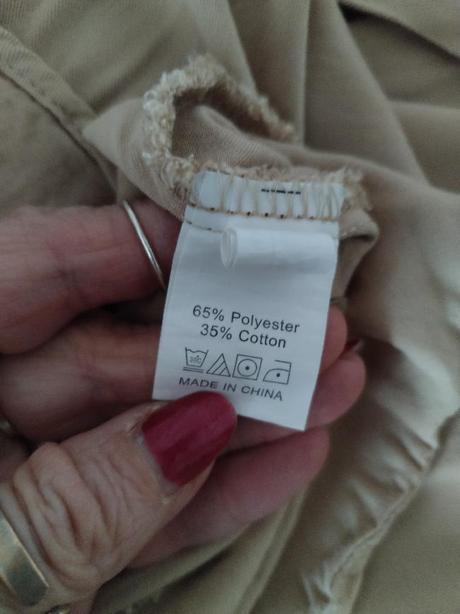 65% Polyester
35% Cotton
MADE IN CHINA